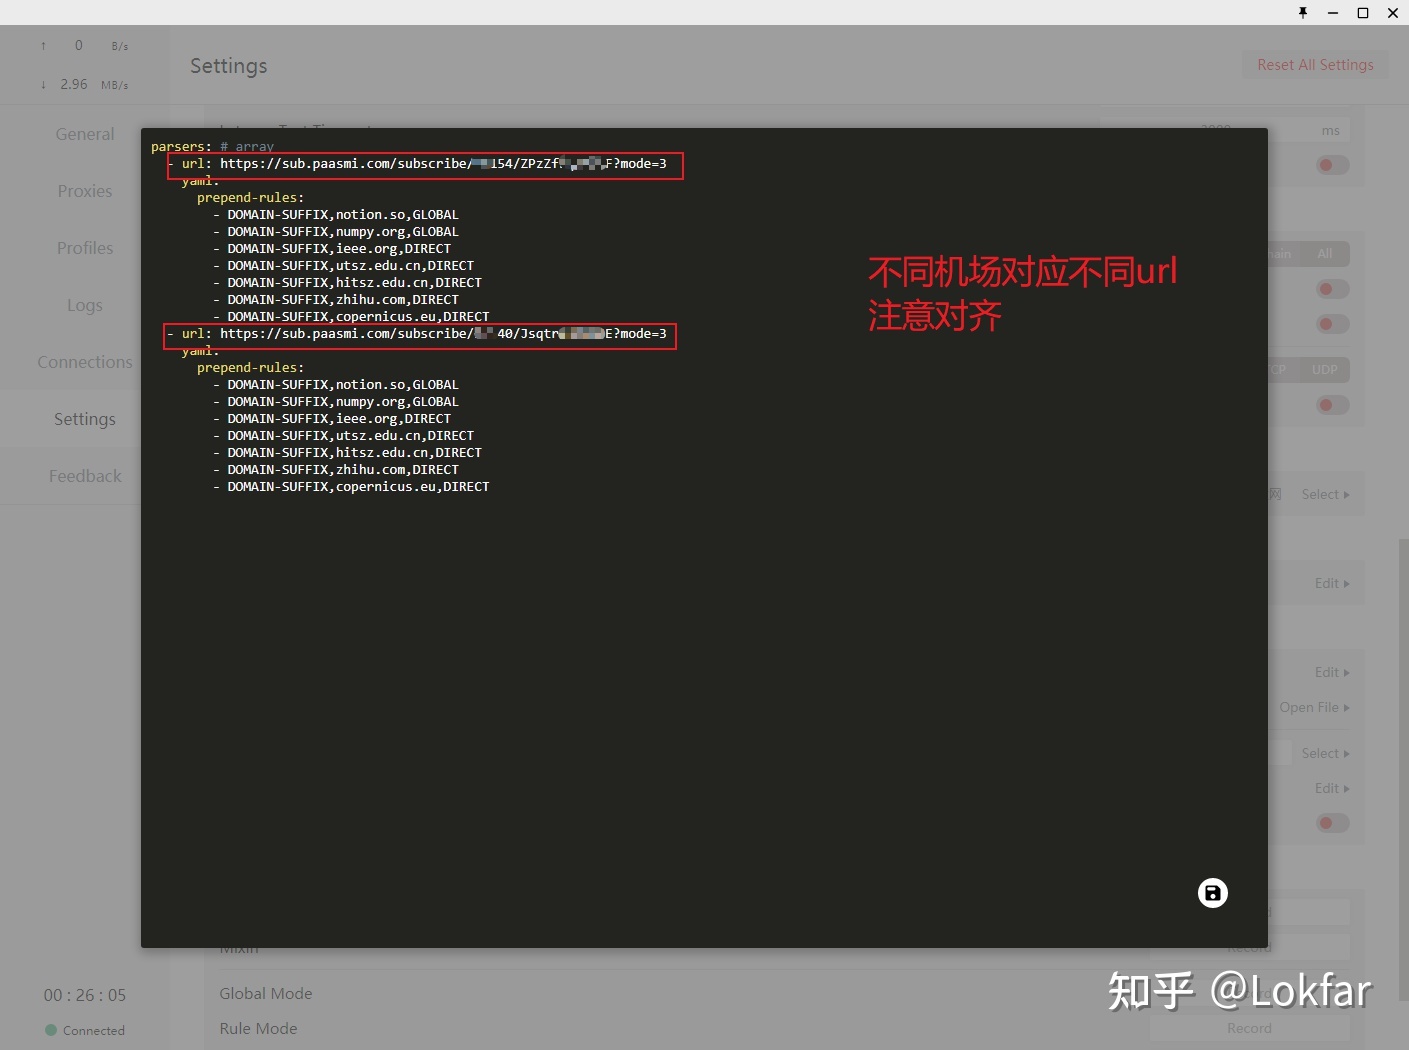 ↑ 0 B/s
↓ 2.96 MB/s
Settings
Reset All Settings
General
Proxies
Profiles
Logs
Connections
Settings
Feedback
ms
parsers: # array
- url: https://sub.paasmi.com/subscribe/ 154/ZPzZf F?mode=3
yaml:
prepend-rules:
- DOMAIN-SUFFIX,notion.so,GLOBAL
- DOMAIN-SUFFIX,numpy.org,GLOBAL
- DOMAIN-SUFFIX,ieee.org,DIRECT
- DOMAIN-SUFFIX,utsz.edu.cn,DIRECT
- DOMAIN-SUFFIX,hitsz.edu.cn,DIRECT
- DOMAIN-SUFFIX,zhihu.com,DIRECT
- DOMAIN-SUFFIX,copernicus.eu,DIRECT
- url: https://sub.paasmi.com/subscribe/ 40/Jsqtr E?mode=3
yaml:
prepend-rules:
- DOMAIN-SUFFIX,notion.so,GLOBAL
- DOMAIN-SUFFIX,numpy.org,GLOBAL
- DOMAIN-SUFFIX,ieee.org,DIRECT
- DOMAIN-SUFFIX,utsz.edu.cn,DIRECT
- DOMAIN-SUFFIX,hitsz.edu.cn,DIRECT
- DOMAIN-SUFFIX,zhihu.com,DIRECT
- DOMAIN-SUFFIX,copernicus.eu,DIRECT
不同机场对应不同url
注意对齐
All
UDP
网 Select
Edit
Edit
Open File
Select
Edit
Mixin
Record
Global Mode
Rule Mode
Record
00 : 26 : 05
Connected
知乎 @Lokfar